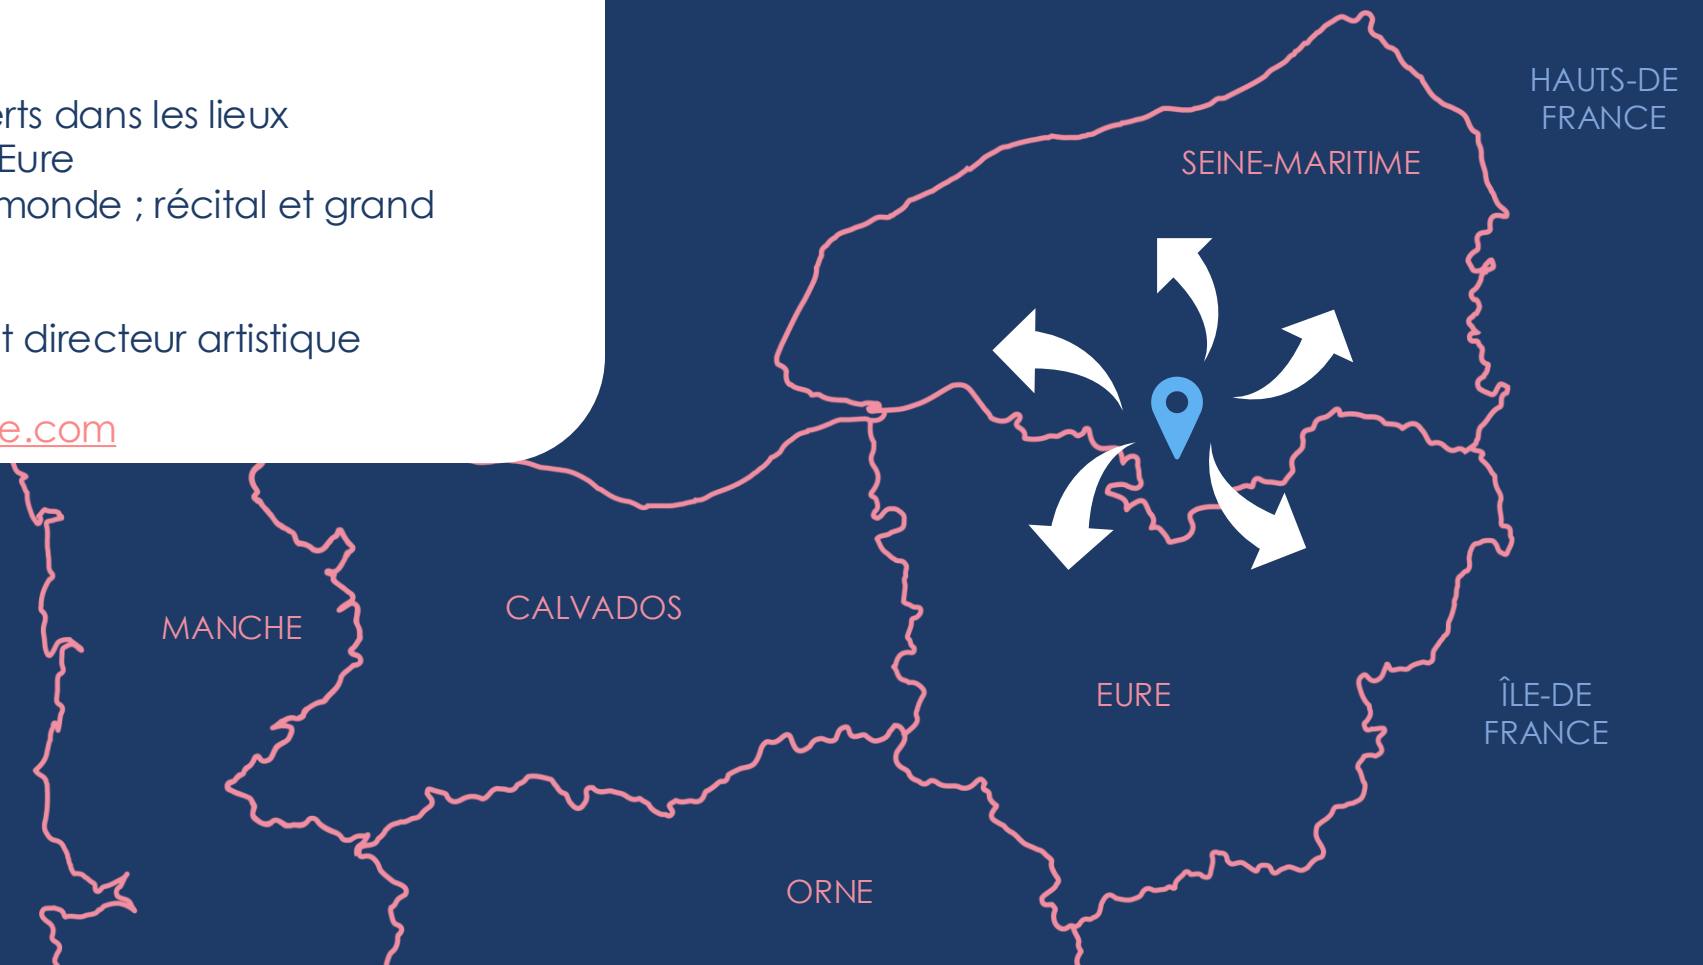 erts dans les lieux
Eure
monde ; récital et grand
t directeur artistique
e.com
HAUTS-DE
FRANCE
SEINE-MARITIME
CALVADOS
MANCHE
EURE
ÎLE-DE
FRANCE
ORNE